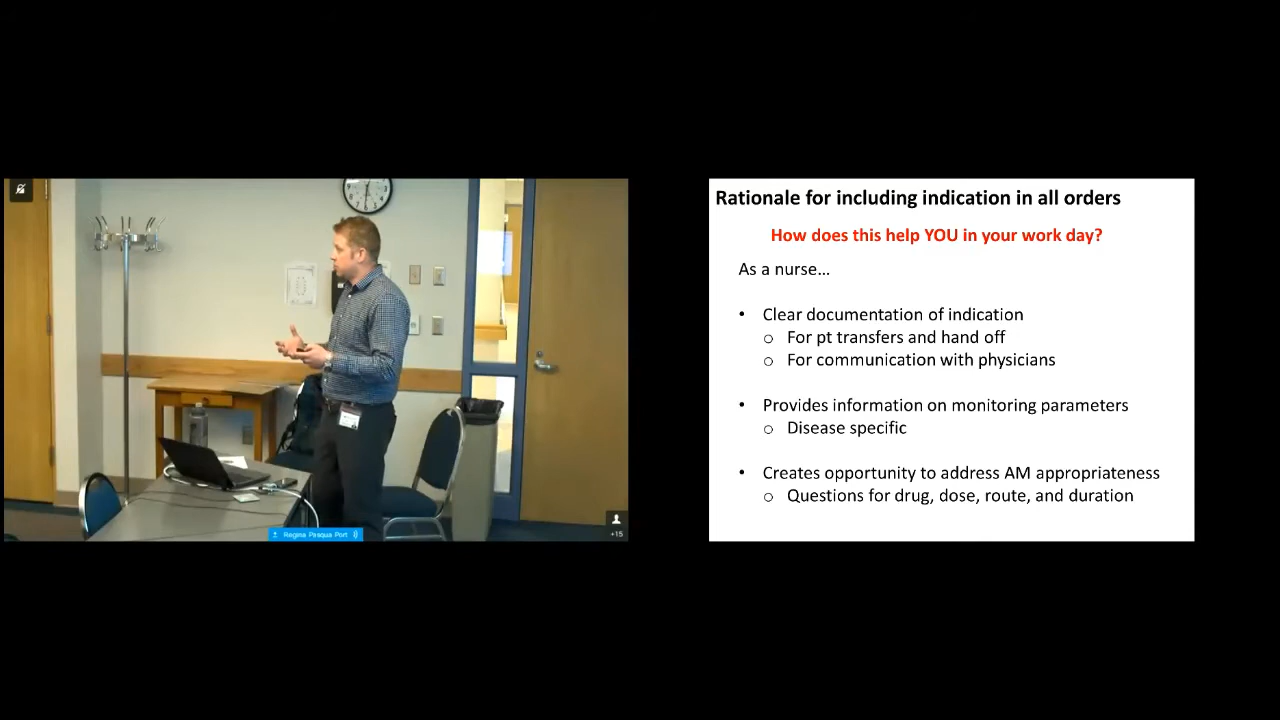 Regina Pasqua Port
+15
Rationale for including indication in all orders
How does this help YOU in your work day?
As a nurse...
• Clear documentation of indication
o For pt transfers and hand off
o For communication with physicians
• Provides information on monitoring parameters
o Disease specific
• Creates opportunity to address AM appropriateness
o Questions for drug, dose, route, and duration